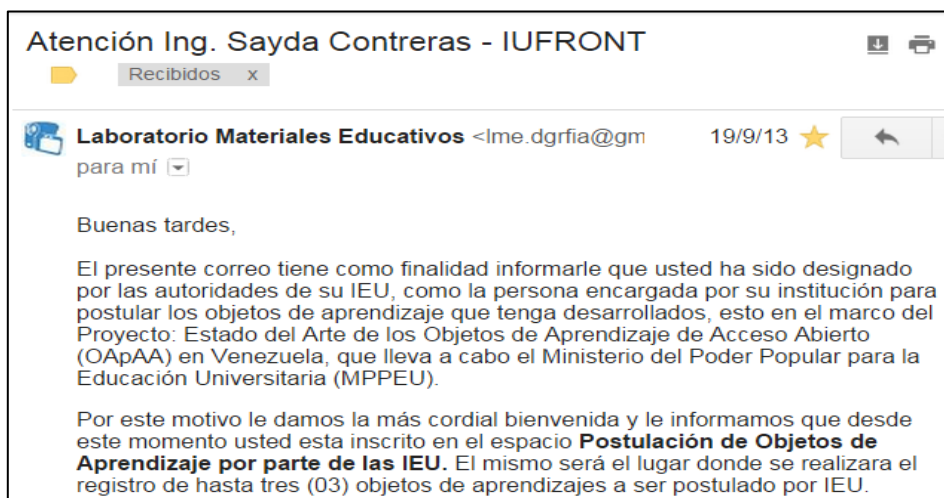 Atención Ing. Sayda Contreras - IUFRONT
Recibidos x
Laboratorio Materiales Educativos <lme.dgrfia@gm 19/9/13
para mí
Buenas tardes,
El presente correo tiene como finalidad informarle que usted ha sido designado
por las autoridades de su IEU, como la persona encargada por su institución para
postular los objetos de aprendizaje que tenga desarrollados, esto en el marco del
Proyecto: Estado del Arte de los Objetos de Aprendizaje de Acceso Abierto
(OApAA) en Venezuela, que lleva a cabo el Ministerio del Poder Popular para la
Educación Universitaria (MPPEU).
Por este motivo le damos la más cordial bienvenida y le informamos que desde
este momento usted esta inscrito en el espacio Postulación de Objetos de
Aprendizaje por parte de las IEU. El mismo será el lugar donde se realizara el
registro de hasta tres (03) objetos de aprendizajes a ser postulado por IEU.